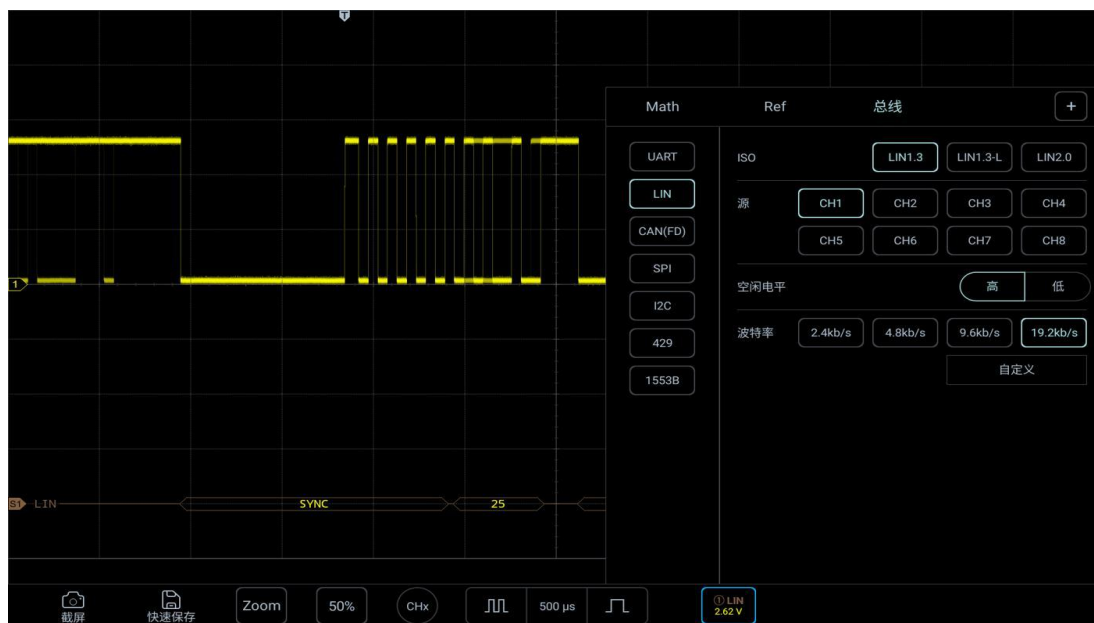 T
Math Ref 总线 +
UART
LIN
CAN(FD)
SPI
I2C
429
1553B
ISO LIN1.3 LIN1.3-L LIN2.0
源 CH1 CH2 CH3 CH4
CH5 CH6 CH7 CH8
空闲电平 高 低
波特率 2.4kb/s 4.8kb/s 9.6kb/s 19.2kb/s
自定义
1
S1 LIN SYNC 25
截屏 快速保存 Zoom 50% CHx 500 μs
① LIN
2.62 V